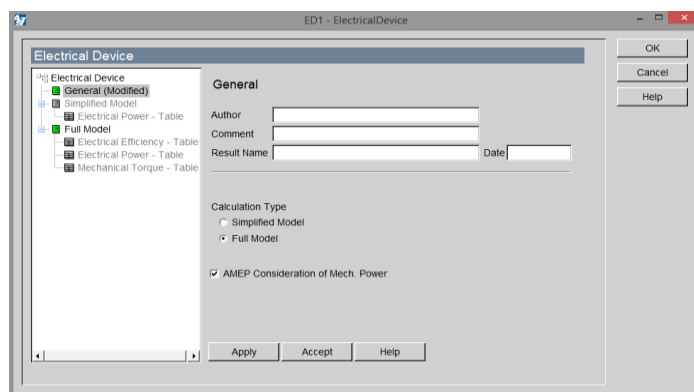 ED1 - ElectricalDevice
OK
Cancel
Help
Electrical Device
Electrical Device
General (Modified)
Simplified Model
Electrical Power - Table
Full Model
Electrical Efficiency - Table
Electrical Power - Table
Mechanical Torque - Table
General
Author
Comment
Result Name
Date
Calculation Type
Simplified Model
Full Model
AMEP Consideration of Mech. Power
Apply
Accept
Help